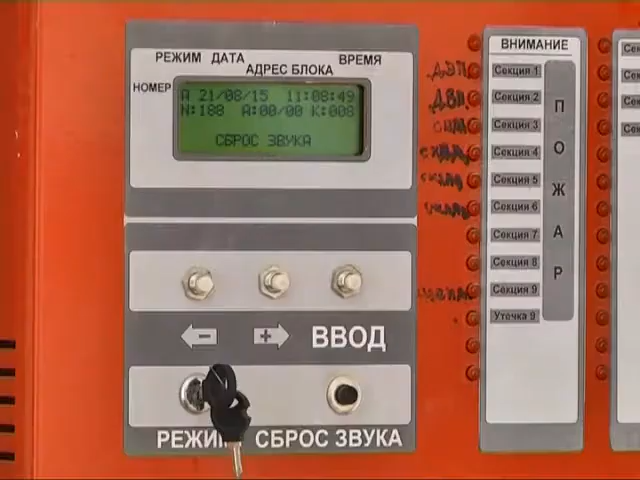 РЕЖИМ ДАТА ВРЕМЯ
АДРЕС БЛОКА
НОМЕР
А 21/08/15 11:08:49
N:188 A:00/00 K:008
СБРОС ЗВУКА
- + ВВОД
РЕЖИМ СБРОС ЗВУКА
ВНИМАНИЕ
Секция 1
Секция 2
Секция 3
Секция 4
Секция 5
Секция 6
Секция 7
Секция 8
Секция 9
Утечка 9
ПОЖАР